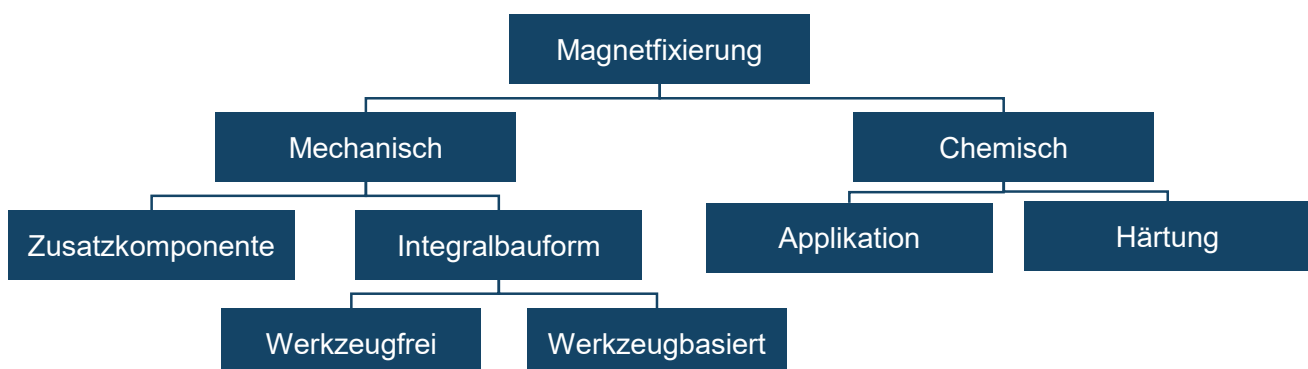 Magnetfixierung
Mechanisch
Chemisch
Zusatzkomponente
Integralbauform
Applikation
Härtung
Werkzeugfrei
Werkzeugbasiert